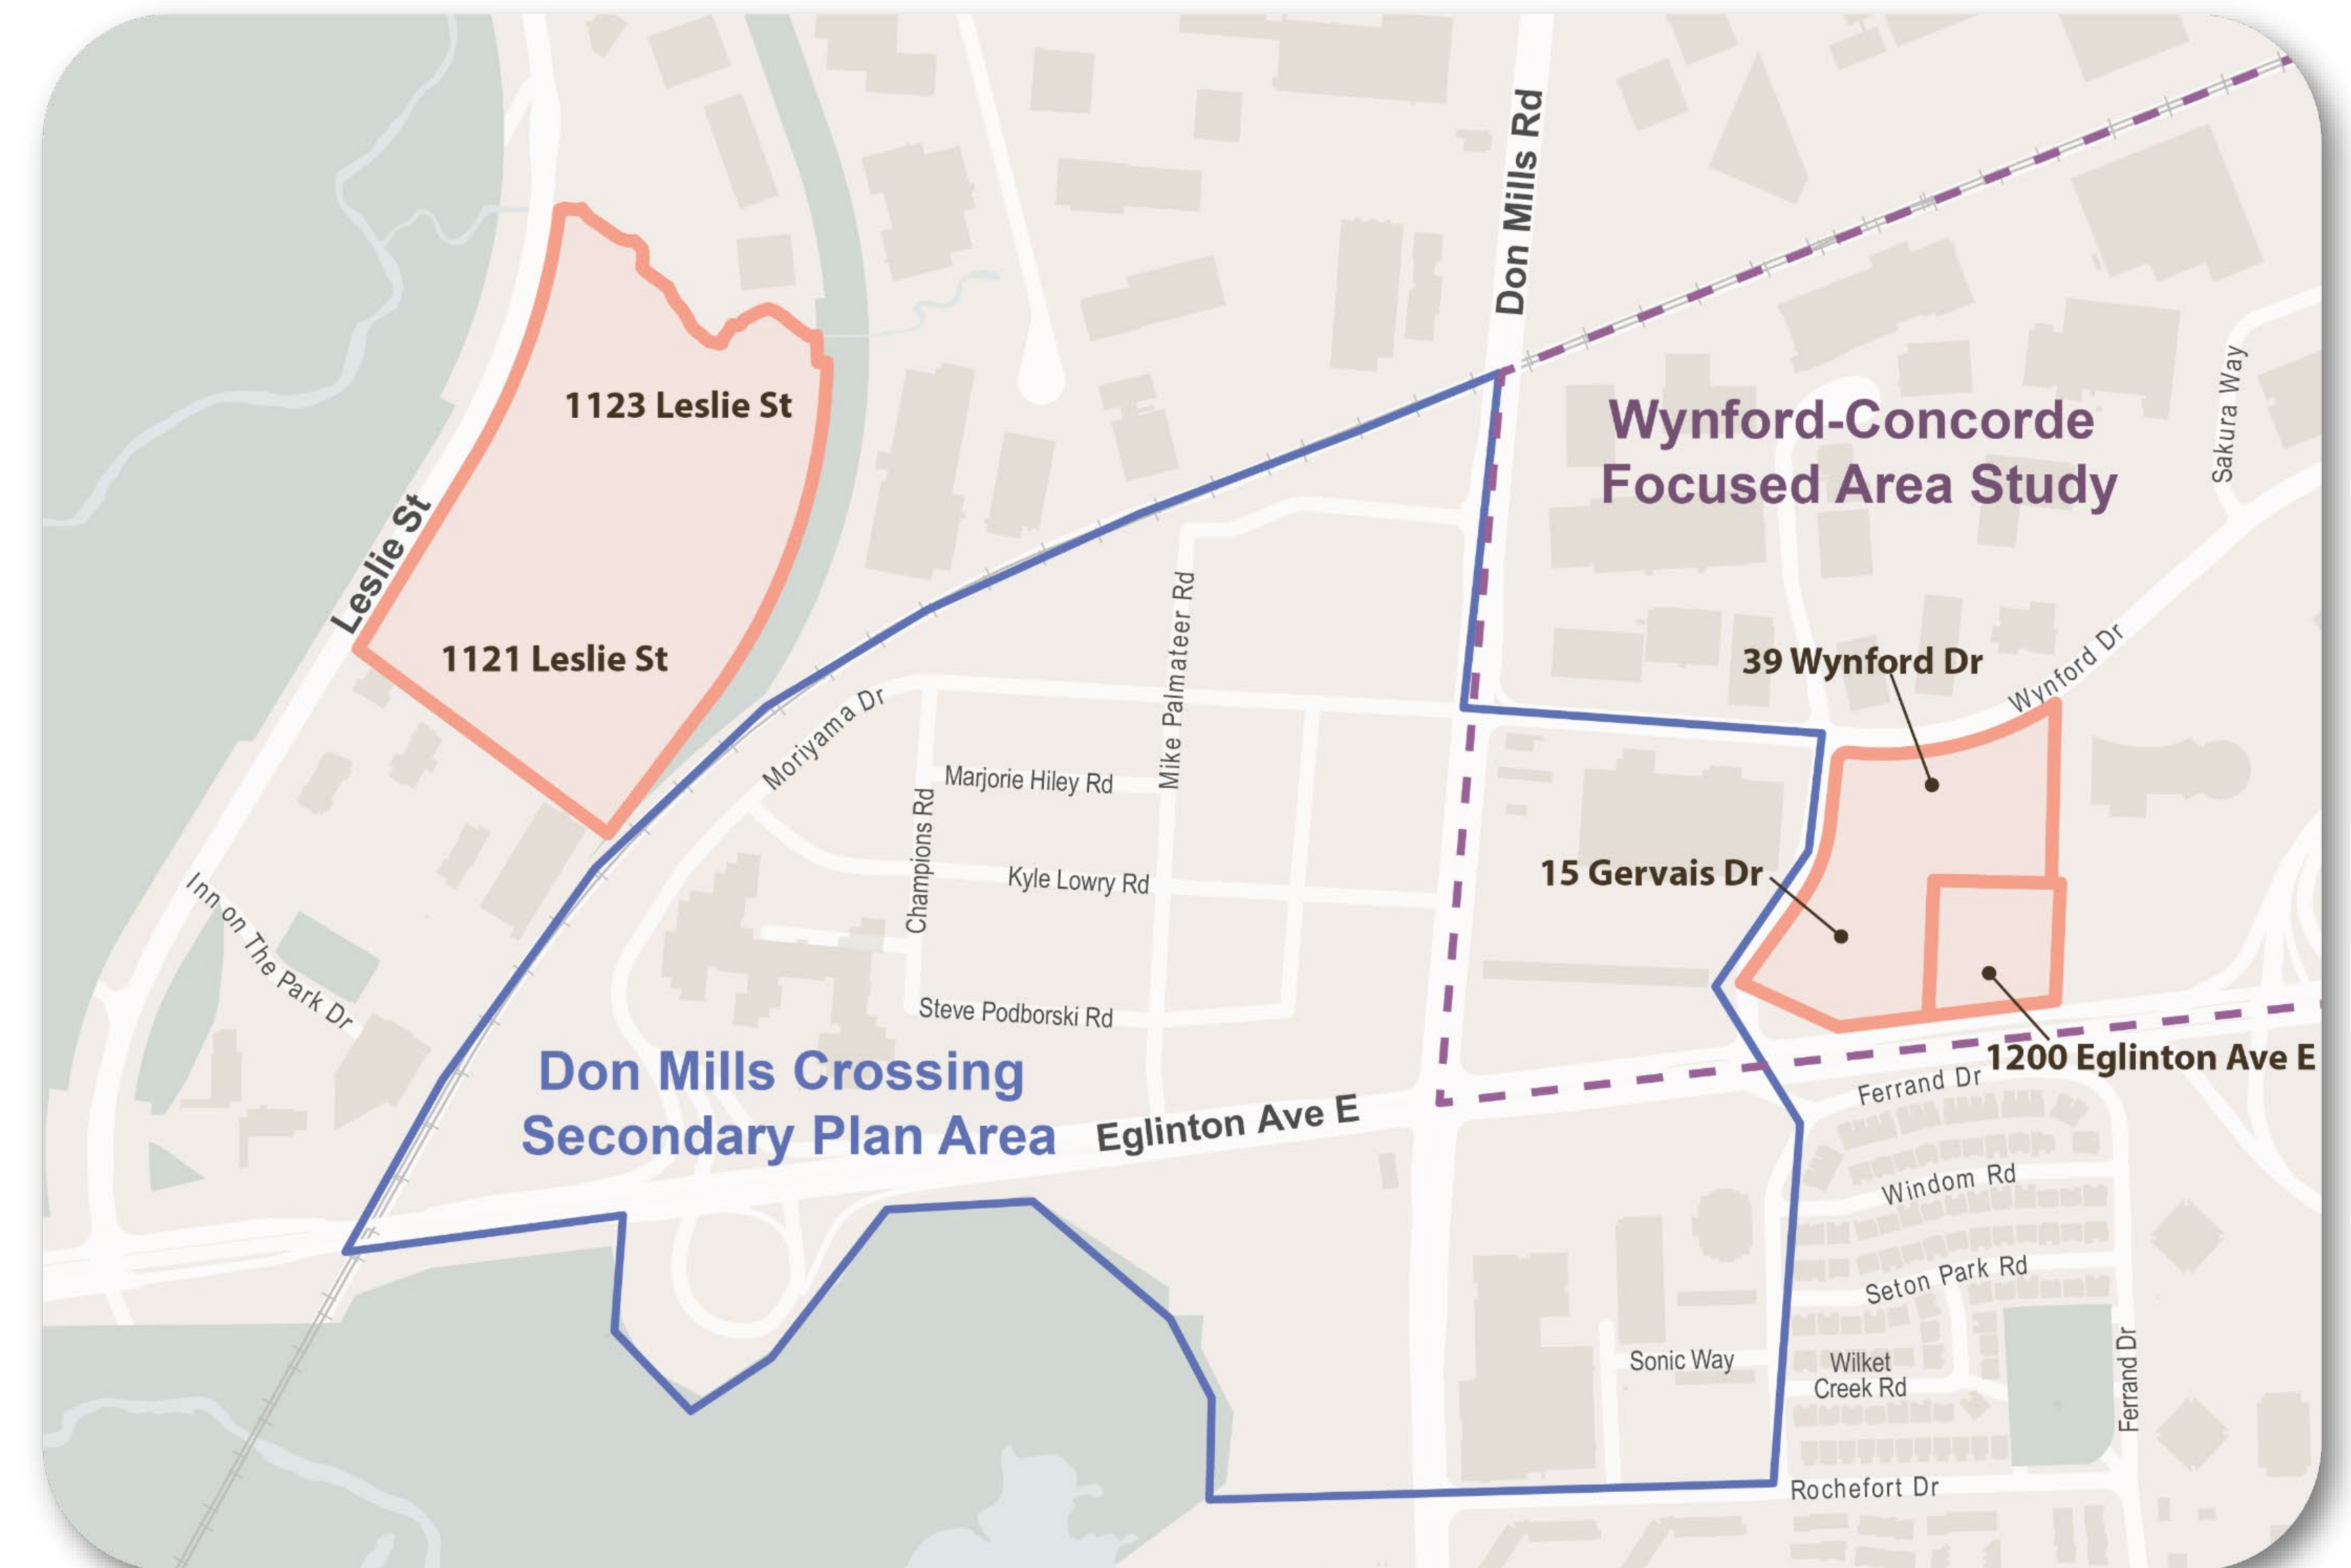 Don Mills Rd
1123 Leslie St
Wynford-Concorde
Focused Area Study
Sakura Way
Leslie St
1121 Leslie St
Mike Palmateer Rd
39 Wynford Dr
Wynford Dr
Moriyama Dr
Marjorie Hiley Rd
Champions Rd
Kyle Lowry Rd
15 Gervais Dr
Inn on The Park Dr
Steve Podborski Rd
Don Mills Crossing
Secondary Plan Area
Eglinton Ave E
1200 Eglinton Ave E
Ferrand Dr
Windom Rd
Seton Park Rd
Sonic Way
Wilket
Creek Rd
Ferrand Dr
Rochefort Dr